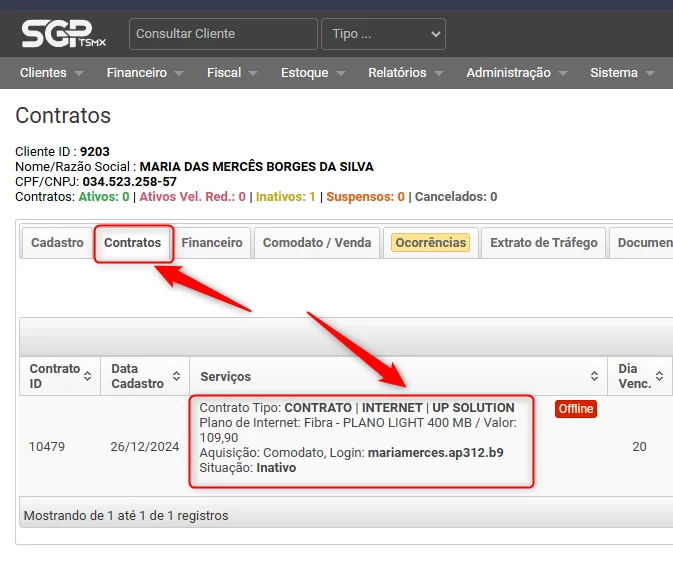 SGP TSMX
Consultar Cliente
Tipo ...
Clientes Financeiro Fiscal Estoque Relatórios Administração Sistema
Contratos
Cliente ID : 9203
Nome/Razão Social : MARIA DAS MERCÊS BORGES DA SILVA
CPF/CNPJ: 034.523.258-57
Contratos: Ativos: 0 | Ativos Vel. Red.: 0 | Inativos: 1 | Suspensos: 0 | Cancelados: 0
Cadastro Contratos Financeiro Comodato / Venda Ocorrências Extrato de Tráfego Documen
Contrato ID
Data Cadastro
Serviços
Dia Venc.
10479
26/12/2024
Contrato Tipo: CONTRATO | INTERNET | UP SOLUTION
Plano de Internet: Fibra - PLANO LIGHT 400 MB / Valor:
109,90
Aquisição: Comodato, Login: mariamerces.ap312.b9
Situação: Inativo
Offline
20
Mostrando de 1 até 1 de 1 registros